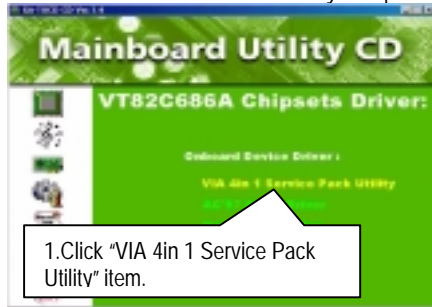 Mainboard Utility CD
VT82C686A Chipsets Driver:
Onboard Device Driver :
VIA 4in 1 Service Pack Utility
1.Click “VIA 4in 1 Service Pack
Utility” item.